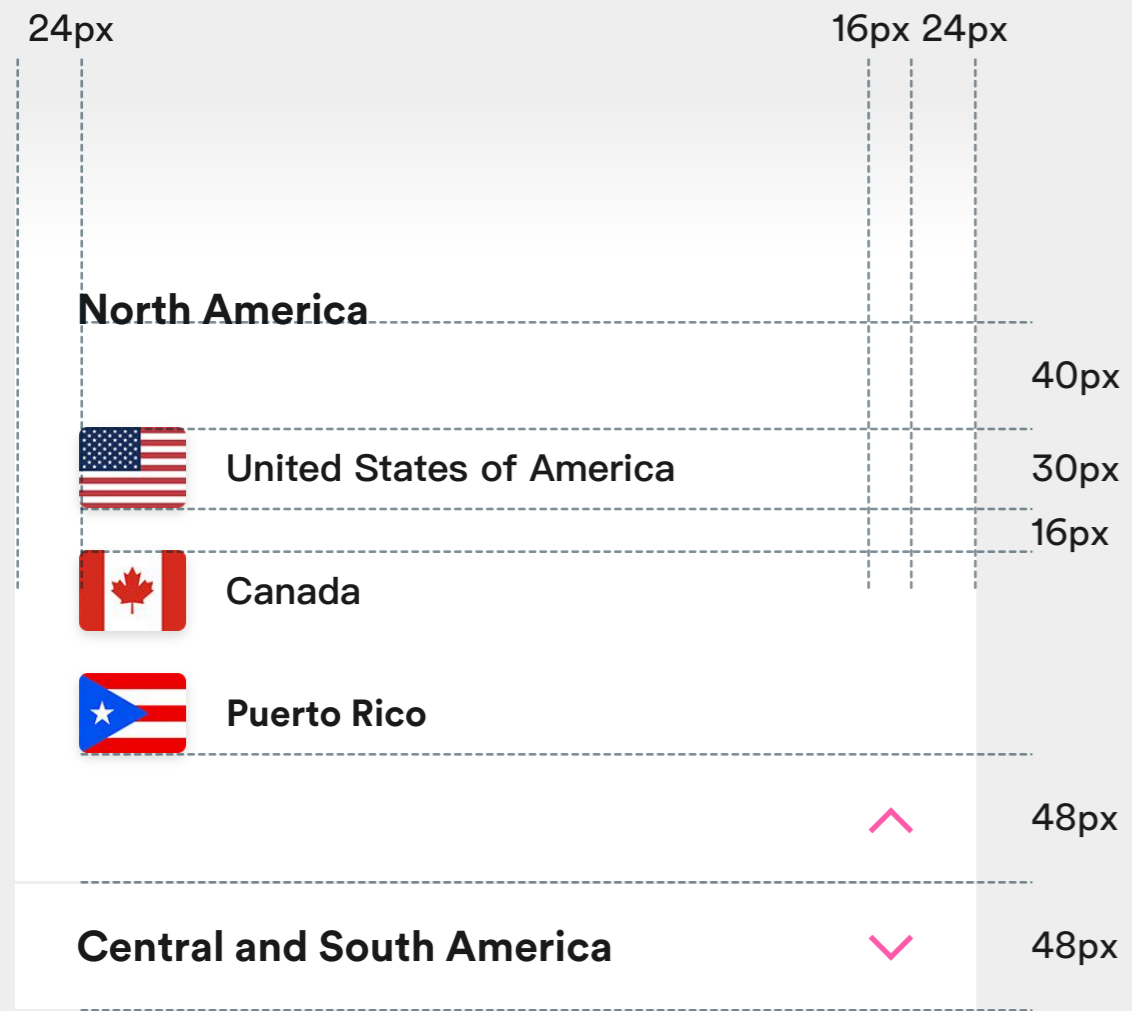 24px 16px 24px
North America
40px
United States of America 30px
16px
Canada
Puerto Rico
48px
Central and South America 48px